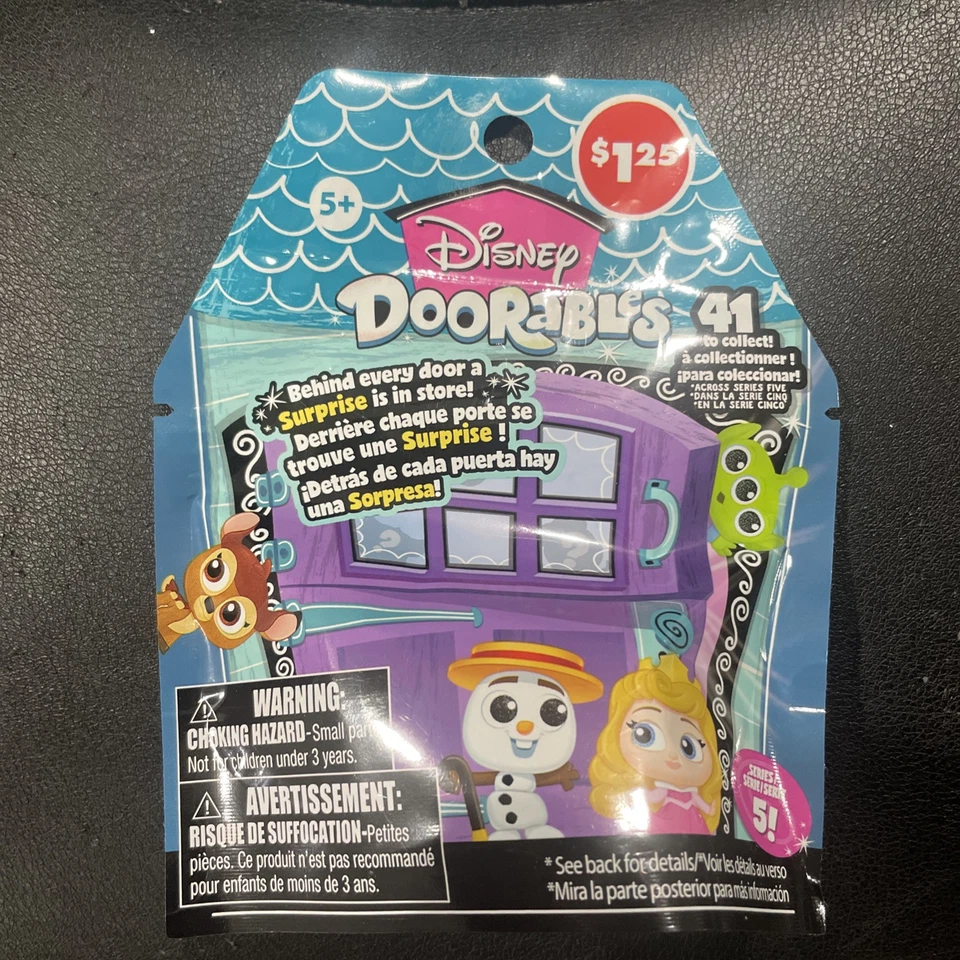 $1.25
5+
Disney
Doorables
41
to collect!
à collectionner !
¡para coleccionar!
*ACROSS SERIES FIVE
*DANS LA SERIE CINQ
*EN LA SERIE CINCO
Behind every door a
Surprise is in store!
Derrière chaque porte se
trouve une Surprise !
¡Detrás de cada puerta hay
una Sorpresa!
WARNING:
CHOKING HAZARD-Small
Not for children under 3 years.
AVERTISSEMENT:
RISQUE DE SUFFOCATION-Petites
pièces. Ce produit n'est pas recommandé
pour enfants de moins de 3 ans.
SERIES/
SÉRIE/SERIE
5!
* See back for details/*Voir les détails au verso
*Mira la parte posterior para más información